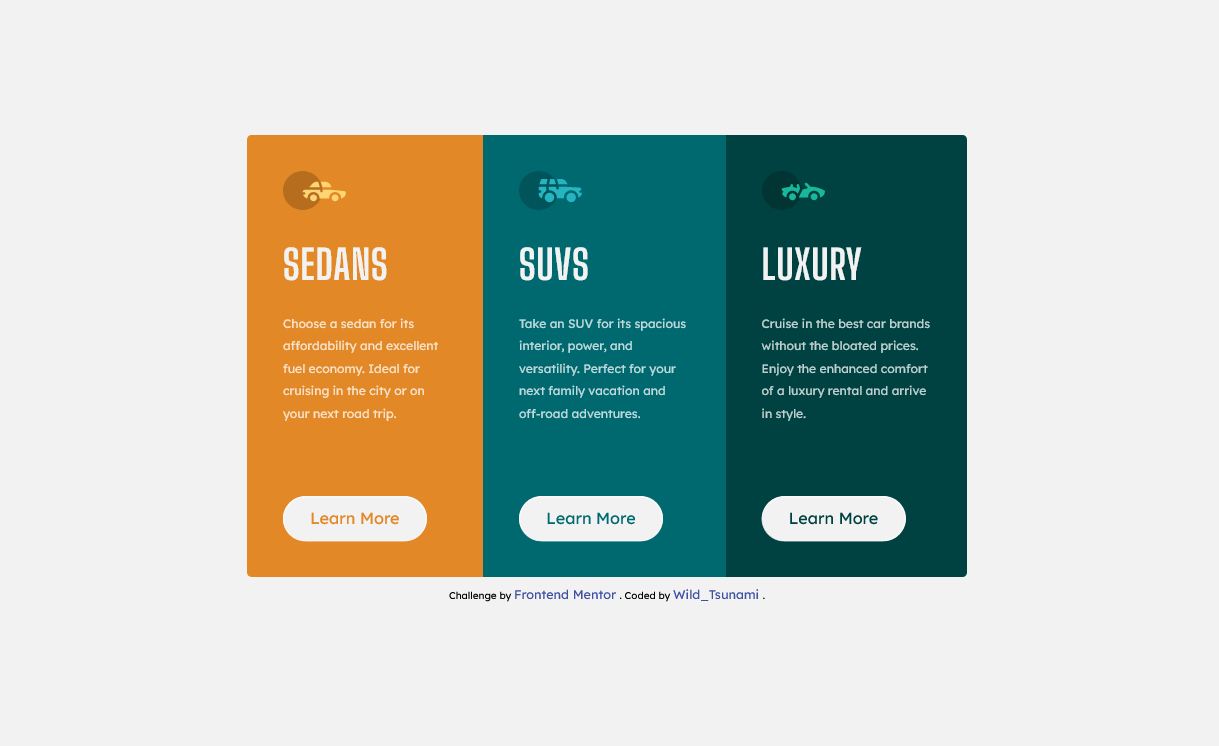 SEDANS
Choose a sedan for its
affordability and excellent
fuel economy. Ideal for
cruising in the city or on
your next road trip.
Learn More
SUVS
Take an SUV for its spacious
interior, power, and
versatility. Perfect for your
next family vacation and
off-road adventures.
Learn More
LUXURY
Cruise in the best car brands
without the bloated prices.
Enjoy the enhanced comfort
of a luxury rental and arrive
in style.
Learn More
Challenge by Frontend Mentor . Coded by Wild_Tsunami .